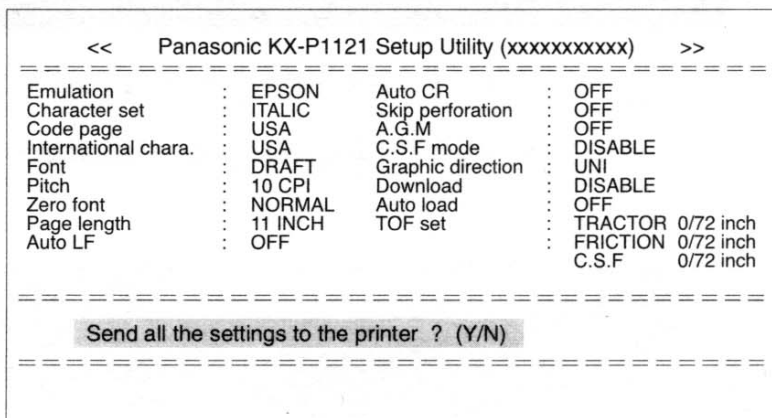 << Panasonic KX-P1121 Setup Utility (xxxxxxxxxxx) >>
= = = = = = = = = = = = = = = = = = = = = = = = = = = = = = = = = = = =
Emulation : EPSON Auto CR : OFF
Character set : ITALIC Skip perforation : OFF
Code page : USA A.G.M : OFF
International chara. : USA C.S.F mode : DISABLE
Font : DRAFT Graphic direction : UNI
Pitch : 10 CPI Download : DISABLE
Zero font : NORMAL Auto load : OFF
Page length : 11 INCH TOF set : TRACTOR 0/72 inch
Auto LF : OFF : FRICTION 0/72 inch
C.S.F 0/72 inch
= = = = = = = = = = = = = = = = = = = = = = = = = = = = = = = = = = = =
Send all the settings to the printer ? (Y/N)
= = = = = = = = = = = = = = = = = = = = = = = = = = = = = = = = = = = =